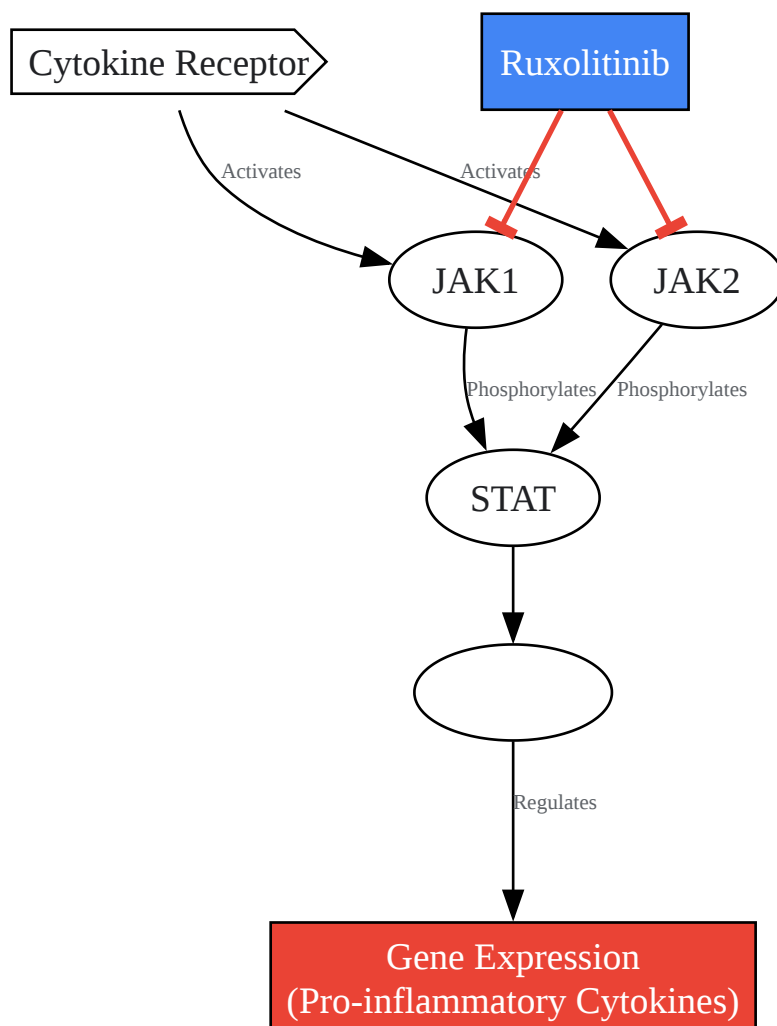 Cytokine Receptor
Ruxolitinib
Activates
Activates
JAK1
JAK2
Phosphorylates
Phosphorylates
STAT
Regulates
Gene Expression
(Pro-inflammatory Cytokines)